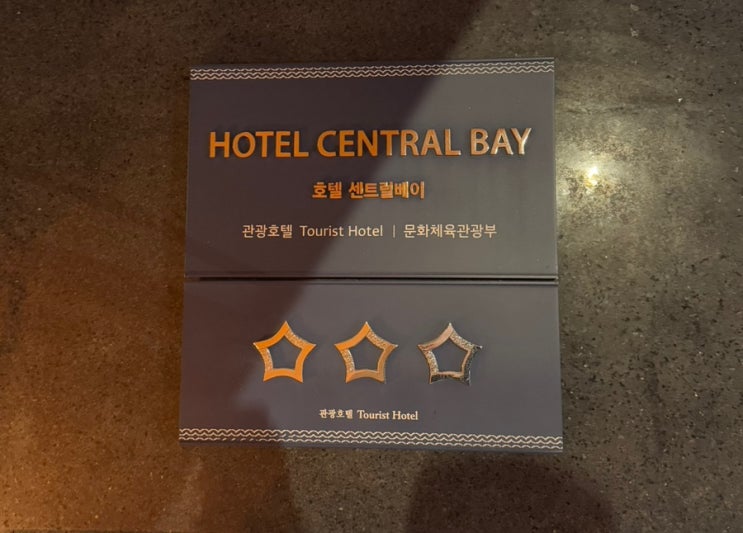 HOTEL CENTRAL BAY
호텔 센트럴베이
관광호텔 Tourist Hotel | 문화체육관광부
관광호텔 Tourist Hotel